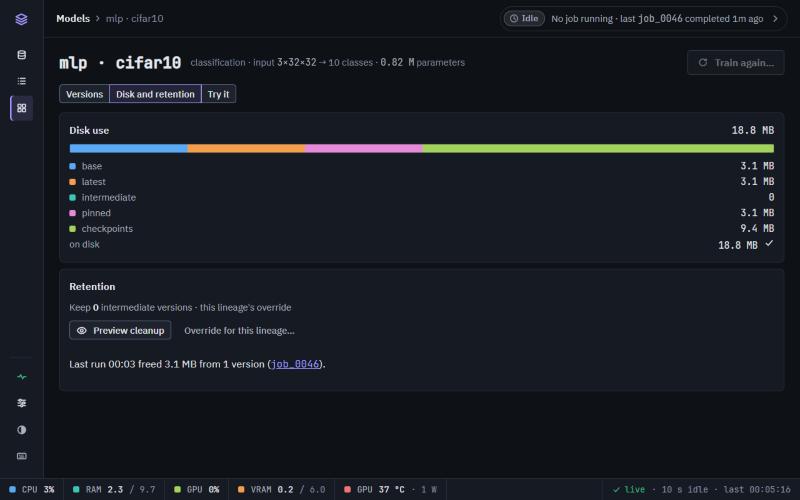 Models > mlp · cifar10
Idle No job running · last job_0046 completed 1m ago >
mlp · cifar10 classification · input 3×32×32 → 10 classes · 0.82 M parameters
Train again…
Versions Disk and retention Try it
Disk use 18.8 MB
base 3.1 MB
latest 3.1 MB
intermediate 0
pinned 3.1 MB
checkpoints 9.4 MB
on disk 18.8 MB ✓
Retention
Keep 0 intermediate versions · this lineage's override
Preview cleanup Override for this lineage…
Last run 00:03 freed 3.1 MB from 1 version (job_0046).
CPU 3% RAM 2.3 / 9.7 GPU 0% VRAM 0.2 / 6.0 GPU 37 °C · 1 W ✓ live · 10 s idle · last 00:05:16